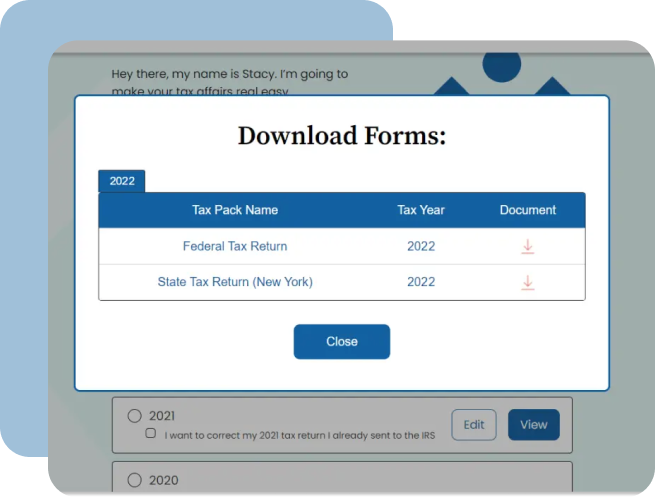 Hey there, my name is Stacy. I'm going to
make your tax affairs real easy
Download Forms:
2022
Tax Pack Name Tax Year Document
Federal Tax Return 2022
State Tax Return (New York) 2022
Close
2021
I want to correct my 2021 tax return I already sent to the IRS
Edit View
2020